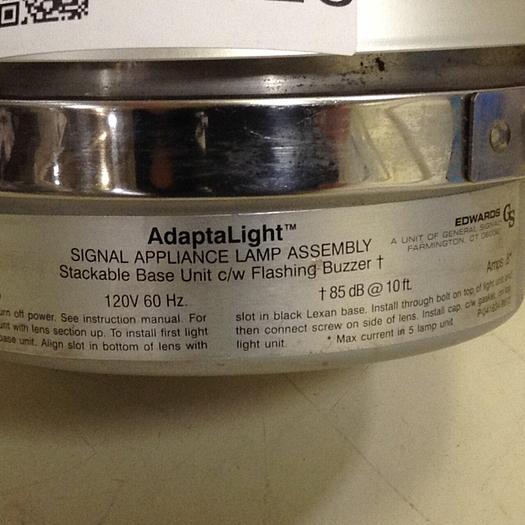 AdaptaLight™
SIGNAL APPLIANCE LAMP ASSEMBLY
Stackable Base Unit c/w Flashing Buzzer †
EDWARDS GS
A UNIT OF GENERAL SIGNAL
FARMINGTON, CT
120V 60 Hz.
† 85 dB @ 10 ft.
Amps
urn off power. See instruction manual. For
unit with lens section up. To install first light
base unit. Align slot in bottom of lens with
slot in black Lexan base. Install through bolt on top of light unit and
then connect screw on side of lens. Install cap, c/w gasket, on top
light unit.
* Max current in 5 lamp unit